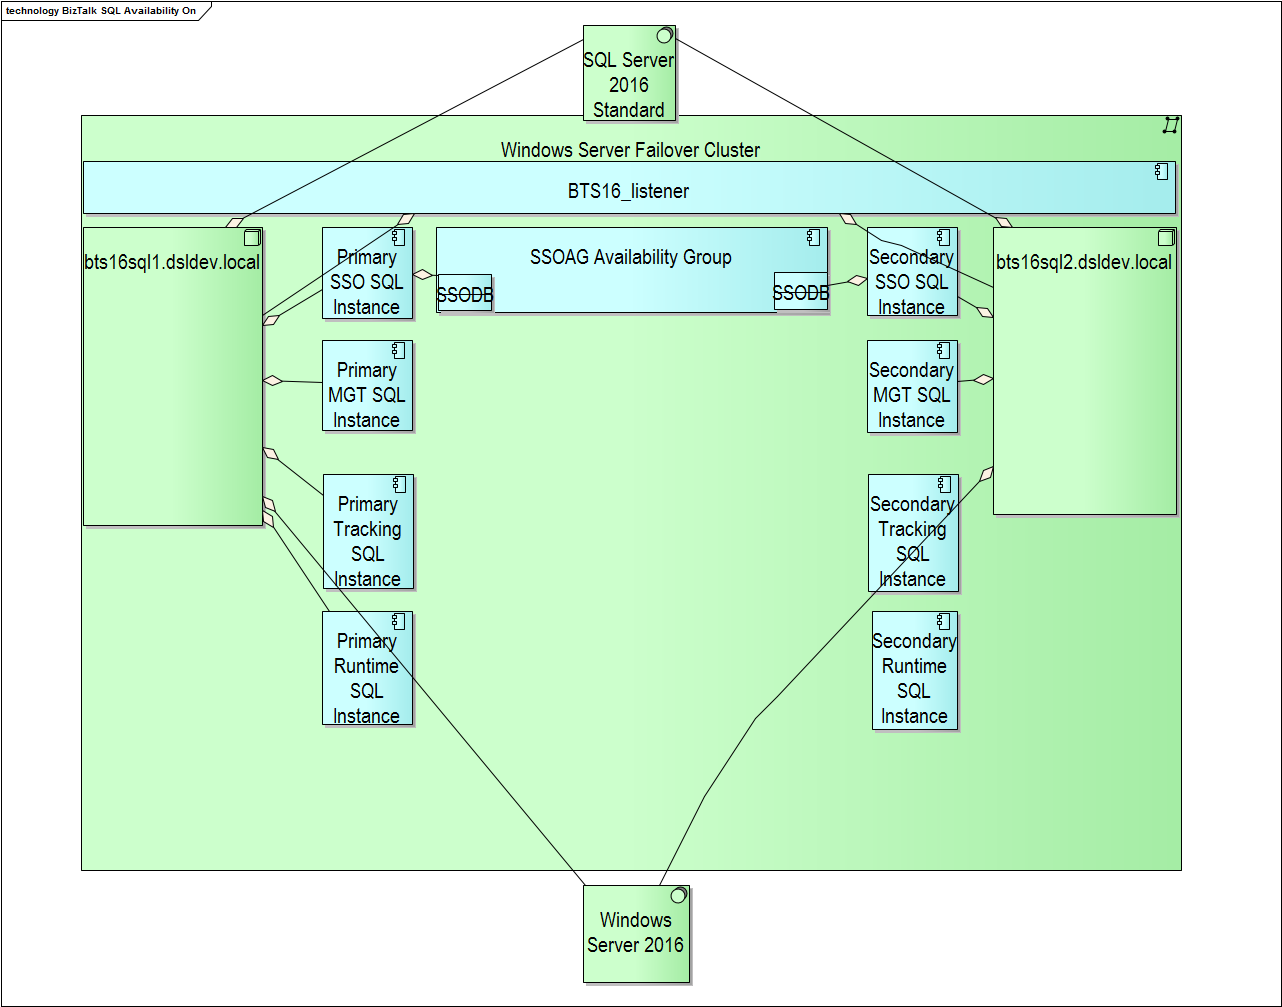 technology BizTalk SQL Availability On
SQL Server
2016
Standard
Windows Server Failover Cluster
BTS16_listener
bts16sql1.dsldev.local
Primary
SSO SQL
Instance
SSOAG Availability Group
SSODB
SSODB
Secondary
SSO SQL
Instance
bts16sql2.dsldev.local
Primary
MGT SQL
Instance
Secondary
MGT SQL
Instance
Primary
Tracking
SQL
Instance
Secondary
Tracking
SQL
Instance
Primary
Runtime
SQL
Instance
Secondary
Runtime
SQL
Instance
Windows
Server 2016